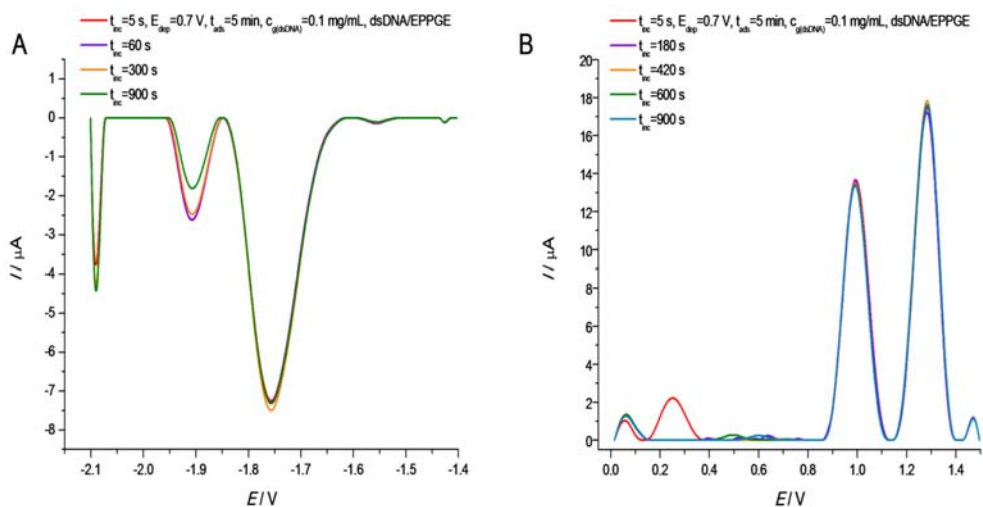 A
t_inc=5 s, E_dep=0.7 V, t_ads=5 min, c_g(dsDNA)=0.1 mg/mL, dsDNA/EPPGE
t_inc=60 s
t_inc=300 s
t_inc=900 s
I / µA
1
0
-1
-2
-3
-4
-5
-6
-7
-8
-2.1
-2.0
-1.9
-1.8
-1.7
-1.6
-1.5
-1.4
E / V
B
t_inc=5 s, E_dep=0.7 V, t_ads=5 min, c_g(dsDNA)=0.1 mg/mL, dsDNA/EPPGE
t_inc=180 s
t_inc=420 s
t_inc=600 s
t_inc=900 s
I / µA
20
18
16
14
12
10
8
6
4
2
0
0.0
0.2
0.4
0.6
0.8
1.0
1.2
1.4
E / V